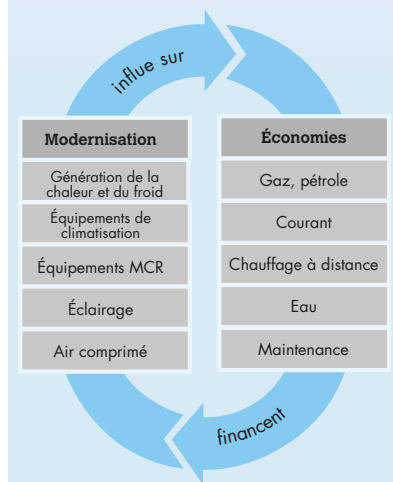 influe sur
Modernisation
Génération de la
chaleur et du froid
Équipements de
climatisation
Équipements MCR
Éclairage
Air comprimé
Économies
Gaz, pétrole
Courant
Chauffage à distance
Eau
Maintenance
financent